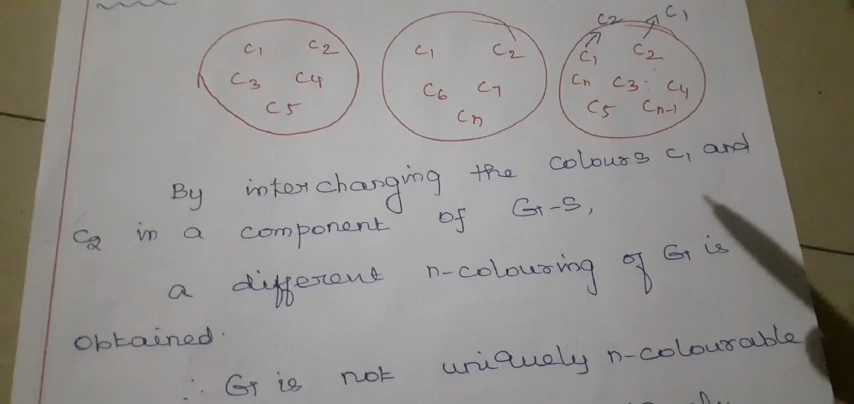 C2 C1
C1 C2 C1 C2 C1 C2
C3 C4 C6 C7 Cn C3 C4
C5 Cn C5 Cn-1
By interchanging the colours C1 and
C2 in a component of G-S,
a different n-colouring of G is
obtained.
∴ G is not uniquely n-colourable